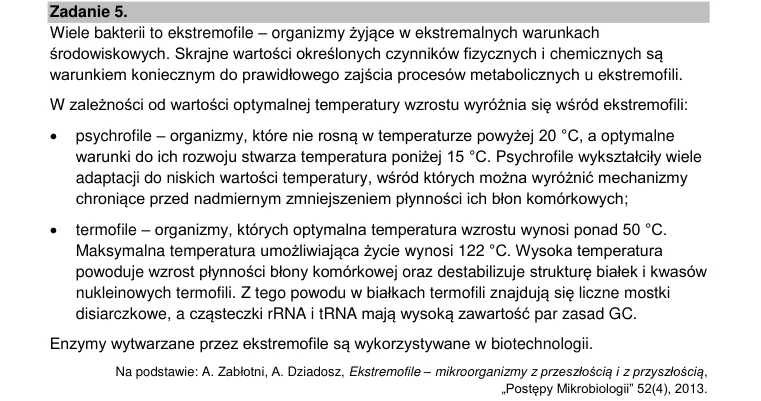 Zadanie 5.
Wiele bakterii to ekstremofile – organizmy żyjące w ekstremalnych warunkach
środowiskowych. Skrajne wartości określonych czynników fizycznych i chemicznych są
warunkiem koniecznym do prawidłowego zajścia procesów metabolicznych u ekstremofili.
W zależności od wartości optymalnej temperatury wzrostu wyróżnia się wśród ekstremofili:
• psychrofile – organizmy, które nie rosną w temperaturze powyżej 20 °C, a optymalne
warunki do ich rozwoju stwarza temperatura poniżej 15 °C. Psychrofile wykształciły wiele
adaptacji do niskich wartości temperatury, wśród których można wyróżnić mechanizmy
chroniące przed nadmiernym zmniejszeniem płynności ich błon komórkowych;
• termofile – organizmy, których optymalna temperatura wzrostu wynosi ponad 50 °C.
Maksymalna temperatura umożliwiająca życie wynosi 122 °C. Wysoka temperatura
powoduje wzrost płynności błony komórkowej oraz destabilizuje strukturę białek i kwasów
nukleinowych termofili. Z tego powodu w białkach termofili znajdują się liczne mostki
disiarczkowe, a cząsteczki rRNA i tRNA mają wysoką zawartość par zasad GC.
Enzymy wytwarzane przez ekstremofile są wykorzystywane w biotechnologii.
Na podstawie: A. Zabłotni, A. Dziadosz, Ekstremofile – mikroorganizmy z przeszłością i z przyszłością,
„Postępy Mikrobiologii” 52(4), 2013.